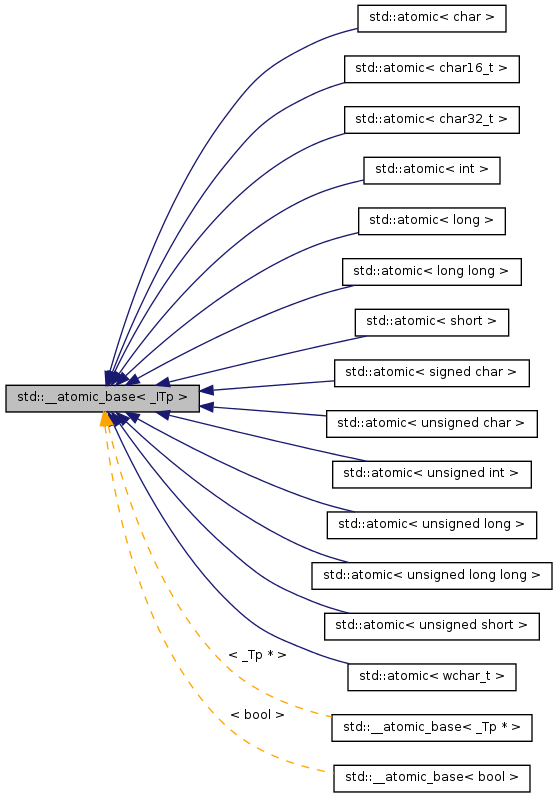 std::atomic< char >
std::atomic< char16_t >
std::atomic< char32_t >
std::atomic< int >
std::atomic< long >
std::atomic< long long >
std::atomic< short >
std::atomic< signed char >
std::__atomic_base< _ITp >
std::atomic< unsigned char >
std::atomic< unsigned int >
std::atomic< unsigned long >
std::atomic< unsigned long long >
std::atomic< unsigned short >
< _Tp * >
std::atomic< wchar_t >
< bool >
std::__atomic_base< _Tp * >
std::__atomic_base< bool >